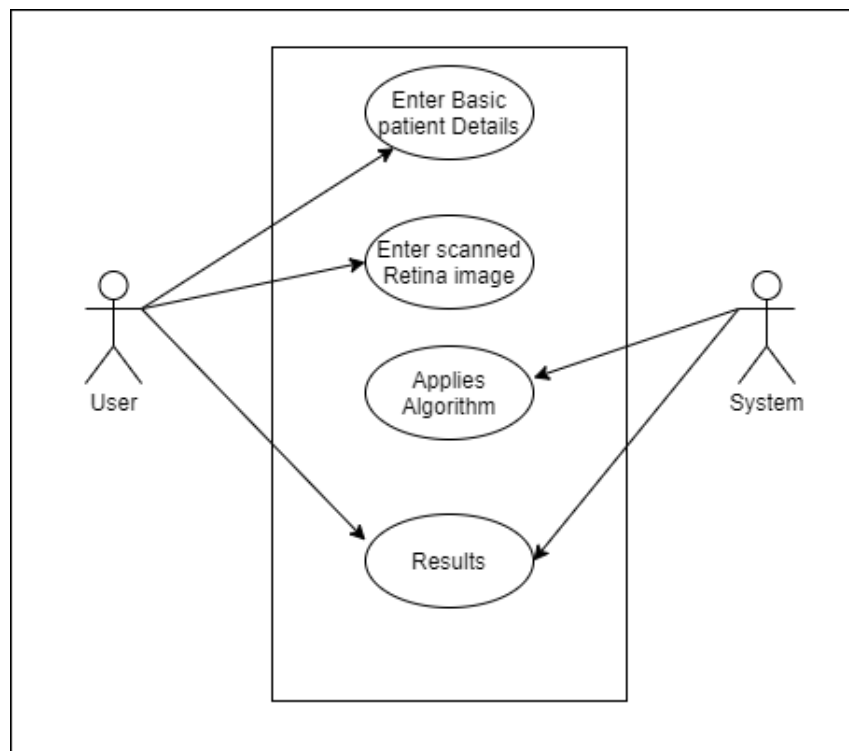 Enter Basic
patient Details
Enter scanned
Retina image
User
Applies
Algorithm
System
Results